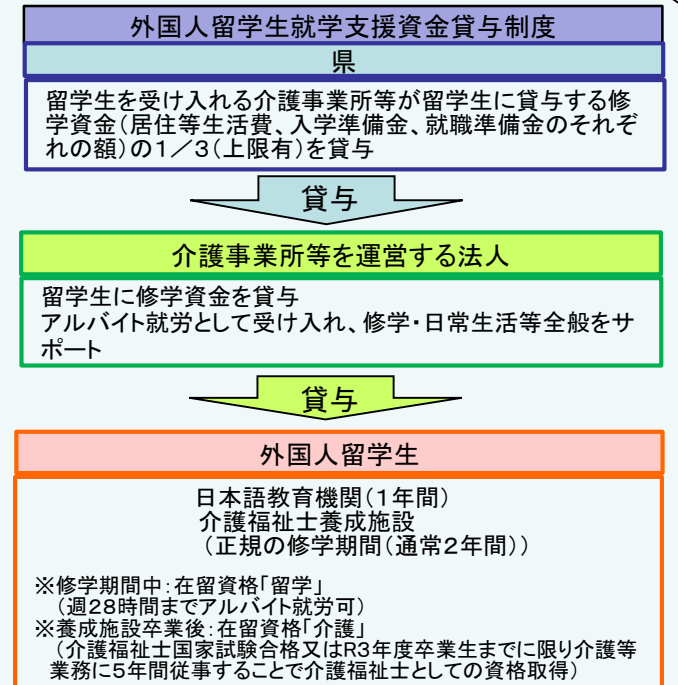 外国人留学生就学支援資金貸与制度
県
留学生を受け入れる介護事業所等が留学生に貸与する修
学資金（居住等生活費、入学準備金、就職準備金のそれぞ
れの額）の１／３（上限有）を貸与
貸与
介護事業所等を運営する法人
留学生に修学資金を貸与
アルバイト就労として受け入れ、修学・日常生活等全般をサ
ポート
貸与
外国人留学生
日本語教育機関（１年間）
介護福祉士養成施設
（正規の修学期間（通常２年間））
※修学期間中：在留資格「留学」
（週28時間までアルバイト就労可）
※養成施設卒業後：在留資格「介護」
（介護福祉士国家試験合格又はR3年度卒業生までに限り介護等
業務に５年間従事することで介護福祉士としての資格取得）